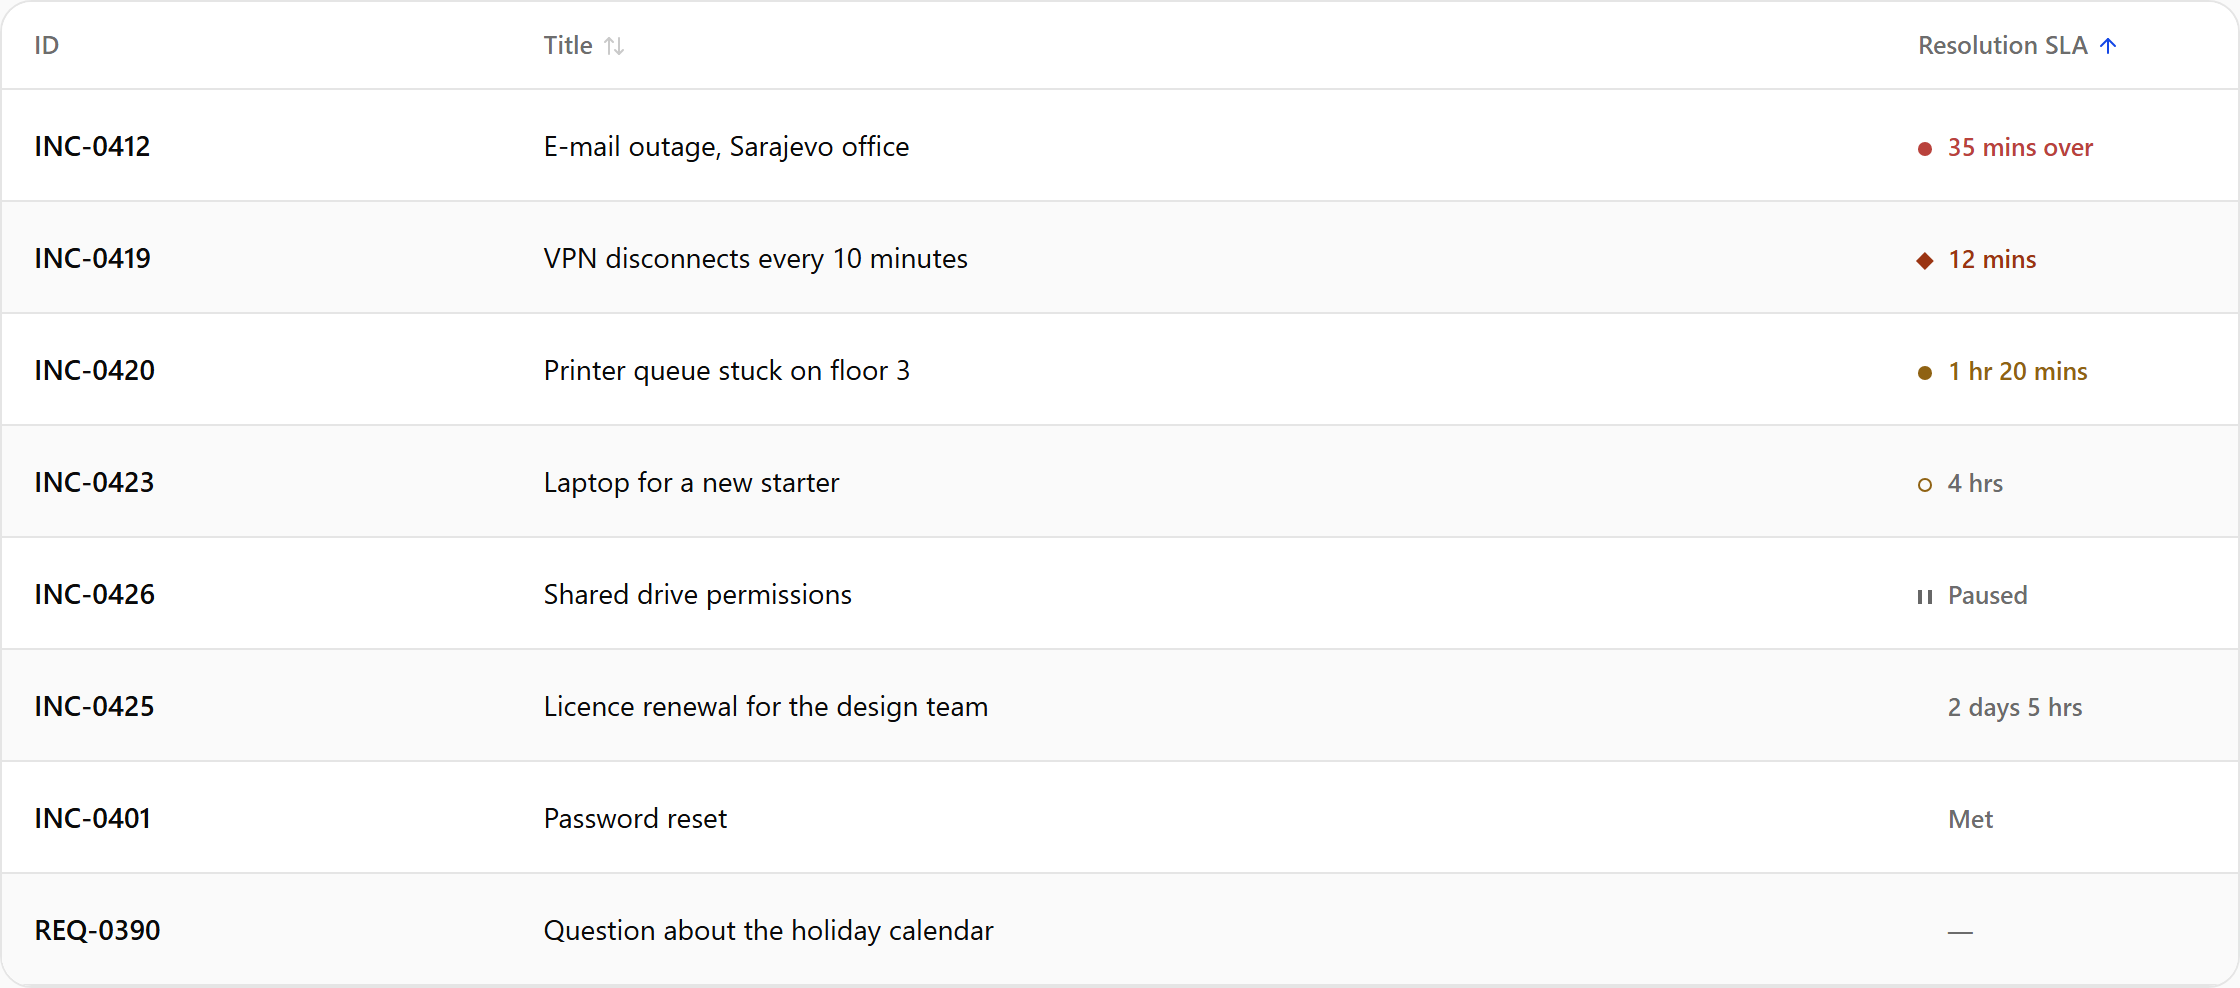 ID Title Resolution SLA
INC-0412 E-mail outage, Sarajevo office 35 mins over
INC-0419 VPN disconnects every 10 minutes 12 mins
INC-0420 Printer queue stuck on floor 3 1 hr 20 mins
INC-0423 Laptop for a new starter 4 hrs
INC-0426 Shared drive permissions Paused
INC-0425 Licence renewal for the design team 2 days 5 hrs
INC-0401 Password reset Met
REQ-0390 Question about the holiday calendar —